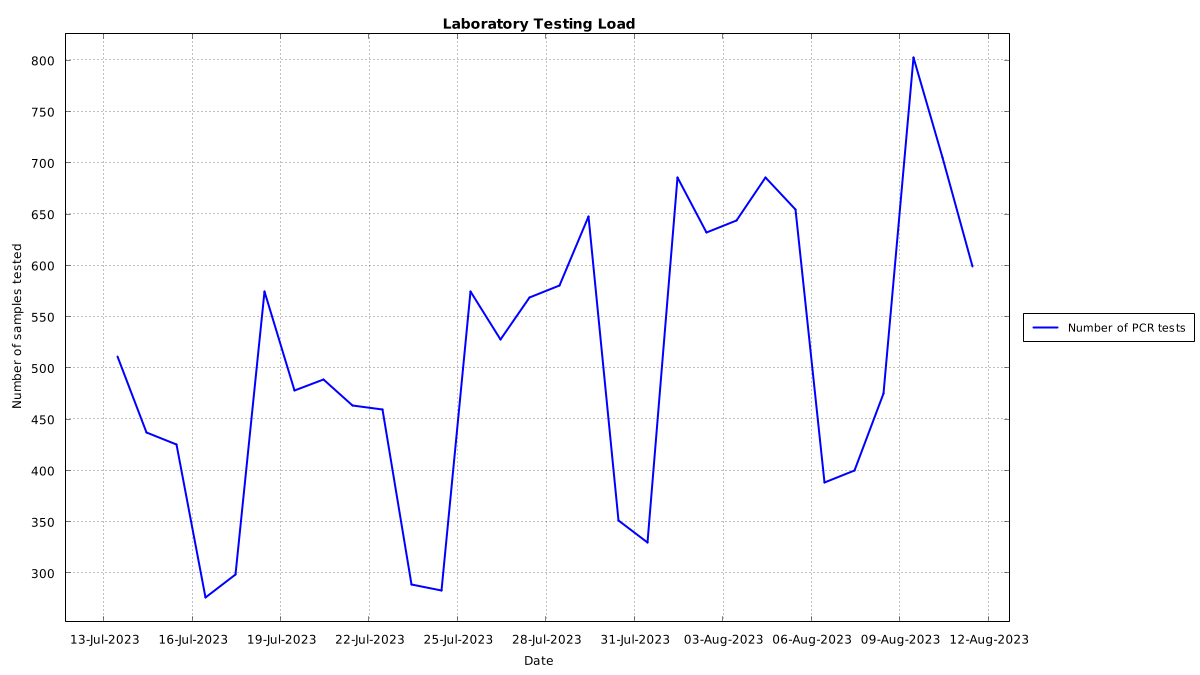 Laboratory Testing Load
800
750
700
650
600
550
500
450
400
350
300
Number of samples tested
13-Jul-2023 16-Jul-2023 19-Jul-2023 22-Jul-2023 25-Jul-2023 28-Jul-2023 31-Jul-2023 03-Aug-2023 06-Aug-2023 09-Aug-2023 12-Aug-2023
Date
Number of PCR tests